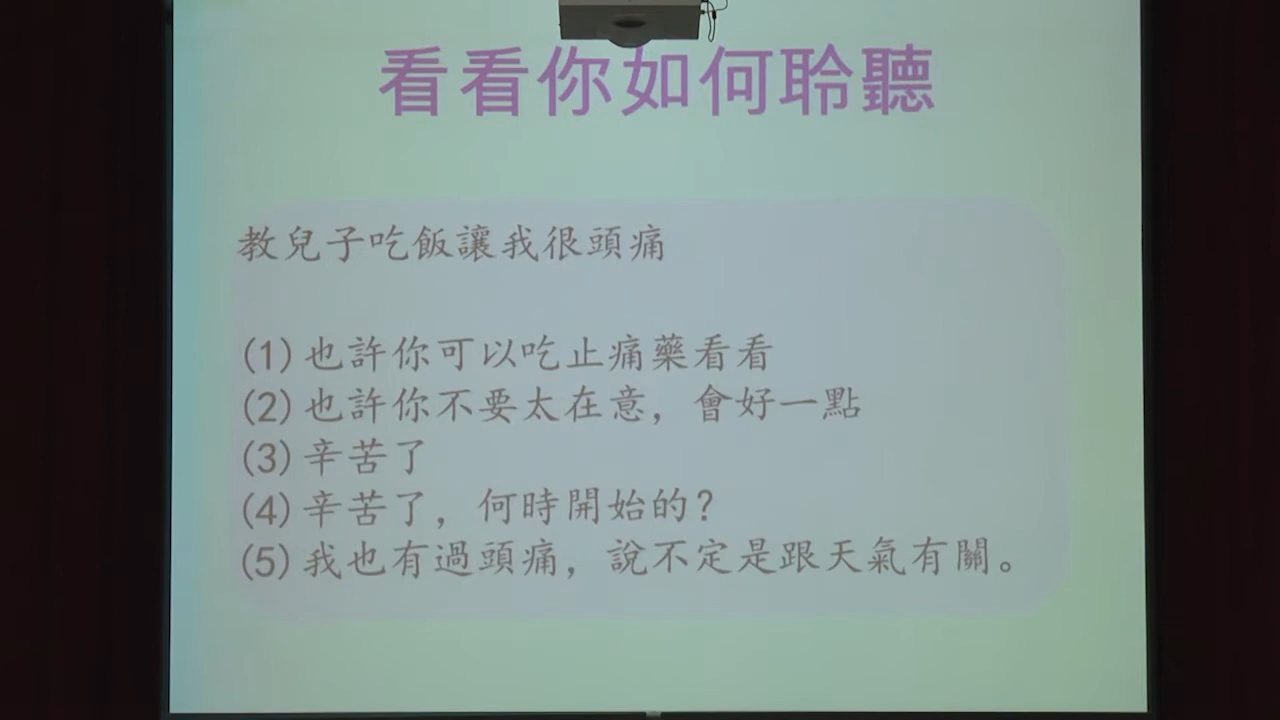 看看你如何聆聽
教兒子吃飯讓我很頭痛
(1)也許你可以吃止痛藥看看
(2)也許你不要太在意，會好一點
(3)辛苦了
(4)辛苦了，何時開始的？
(5)我也有過頭痛，說不定是跟天氣有關。